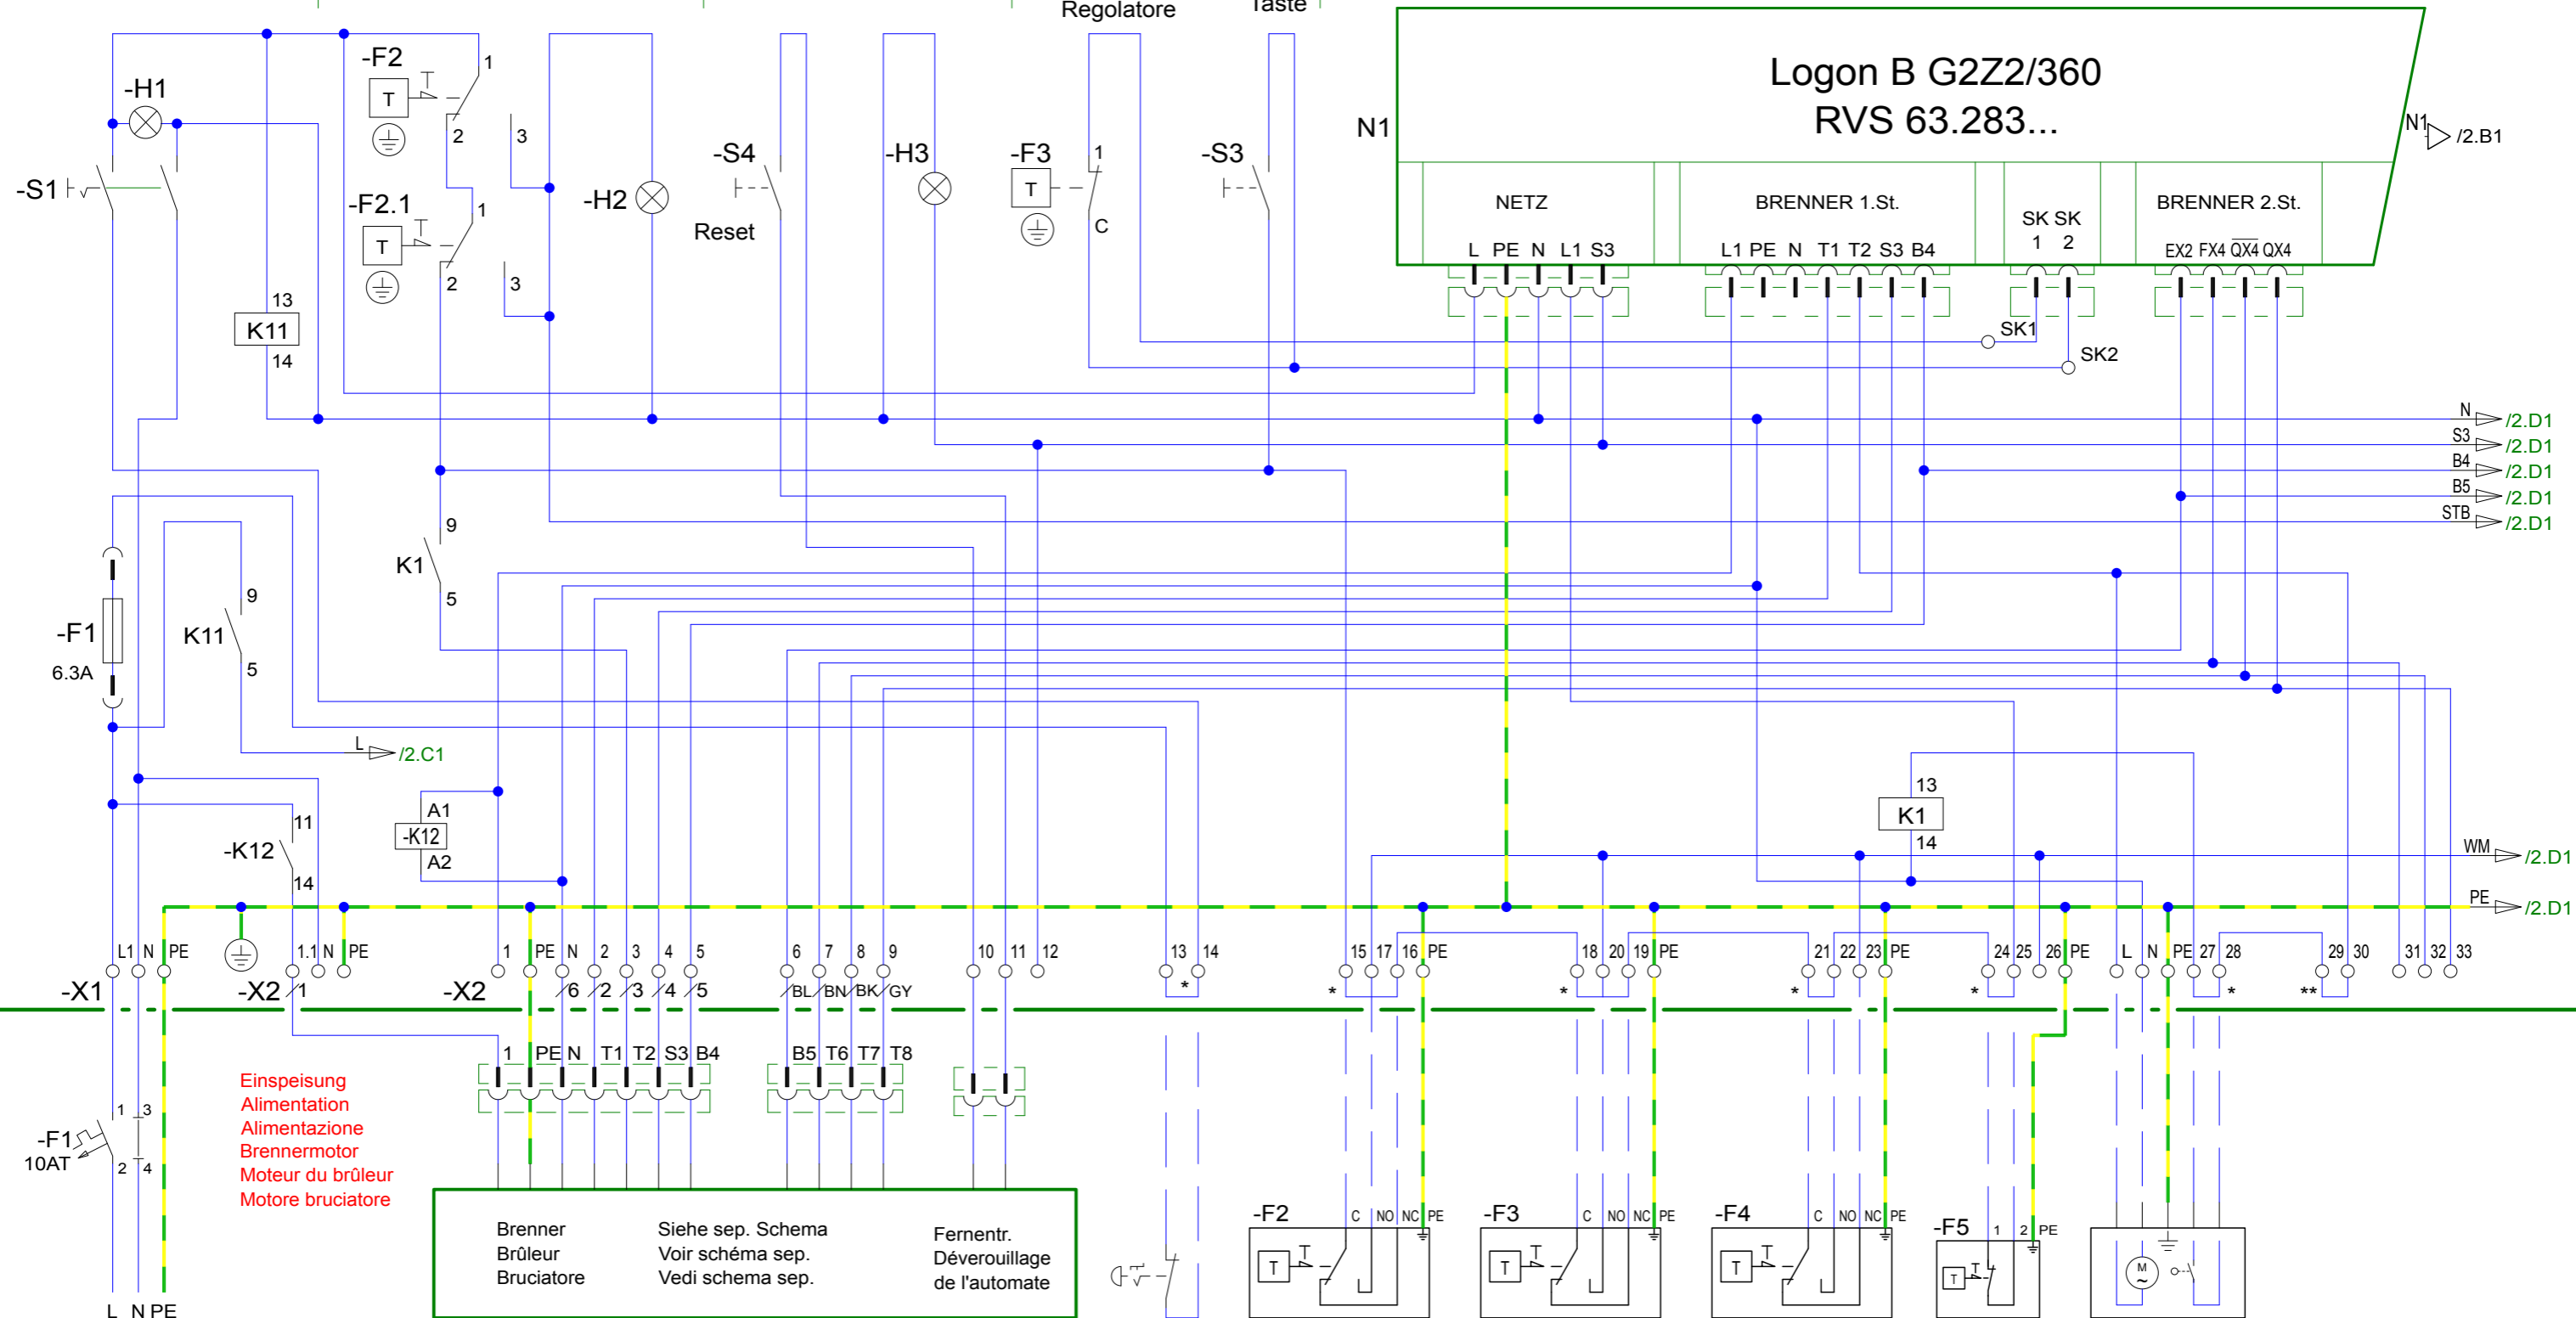 Regolatore
Taste
-H1
-S1
-F2
T
1
2
3
-F2.1
T
1
2
3
-H2
-S4
Reset
-H3
-F3
T
1
C
-S3
N1
Logon B G2Z2/360
RVS 63.283...
N1
/2.B1
NETZ
BRENNER 1.St.
SK SK
1 2
BRENNER 2.St.
L PE N L1 S3
L1 PE N T1 T2 S3 B4
EX2 FX4 QX4 QX4
13
K11
14
SK1
SK2
N /2.D1
S3 /2.D1
B4 /2.D1
B5 /2.D1
STB /2.D1
9
K1
5
-F1
6.3A
9
K11
5
L /2.C1
11
-K12
14
A1
-K12
A2
13
K1
14
WM /2.D1
PE /2.D1
L1 N PE
1.1 N PE
1 PE N 2 3 4 5
6 7 8 9
10 11 12
13 14
15 17 16 PE
18 20 19 PE
21 22 23 PE
24 25 26 PE
L N PE 27 28
29 30
31 32 33
-X1
-X2
1
-X2
6 2 3 4 5
BL BN BK GY
*
*
*
*
*
*
**
1 PE N T1 T2 S3 B4
B5 T6 T7 T8
-F1
10AT
1 3
2 4
Einspeisung
Alimentation
Alimentazione
Brennermotor
Moteur du brûleur
Motore bruciatore
L N PE
Brenner
Brûleur
Bruciatore
Siehe sep. Schema
Voir schéma sep.
Vedi schema sep.
Fernentr.
Déverouillage
de l'automate
-F2
C NO NC PE
T
-F3
C NO NC PE
T
-F4
C NO NC PE
T
-F5
1 2 PE
T
M
~